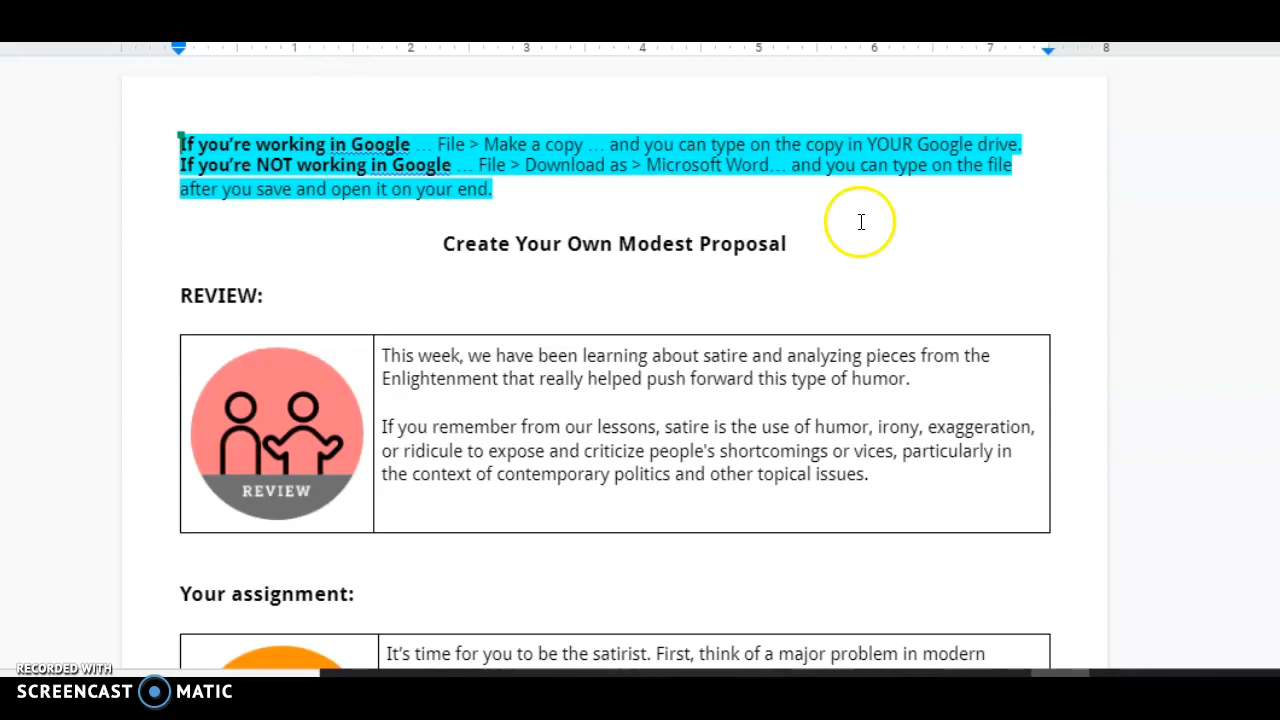 1 2 3 4 5 6 7 8
If you're working in Google … File > Make a copy … and you can type on the copy in YOUR Google drive.
If you're NOT working in Google … File > Download as > Microsoft Word… and you can type on the file
after you save and open it on your end.
Create Your Own Modest Proposal
REVIEW:
This week, we have been learning about satire and analyzing pieces from the
Enlightenment that really helped push forward this type of humor.
If you remember from our lessons, satire is the use of humor, irony, exaggeration,
or ridicule to expose and criticize people's shortcomings or vices, particularly in
the context of contemporary politics and other topical issues.
REVIEW
Your assignment:
It's time for you to be the satirist. First, think of a major problem in modern
RECORDED WITH
SCREENCAST MATIC